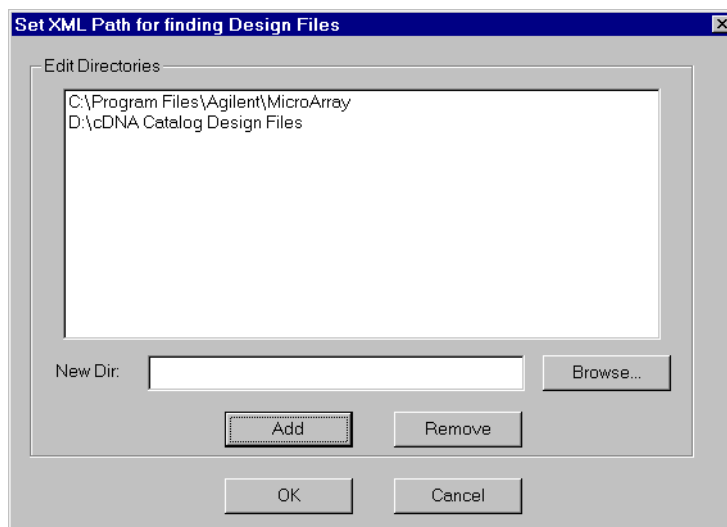 Set XML Path for finding Design Files
Edit Directories
C:\Program Files\Agilent\MicroArray
D:\cDNA Catalog Design Files
New Dir:
Browse...
Add
Remove
OK
Cancel